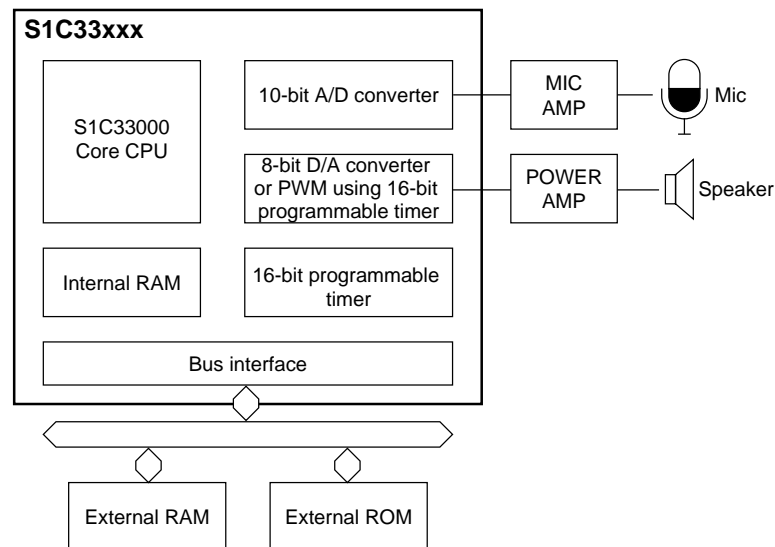 S1C33xxx
S1C33000
Core CPU
10-bit A/D converter
MIC
AMP
Mic
8-bit D/A converter
or PWM using 16-bit
programmable timer
POWER
AMP
Speaker
Internal RAM
16-bit programmable
timer
Bus interface
External RAM
External ROM